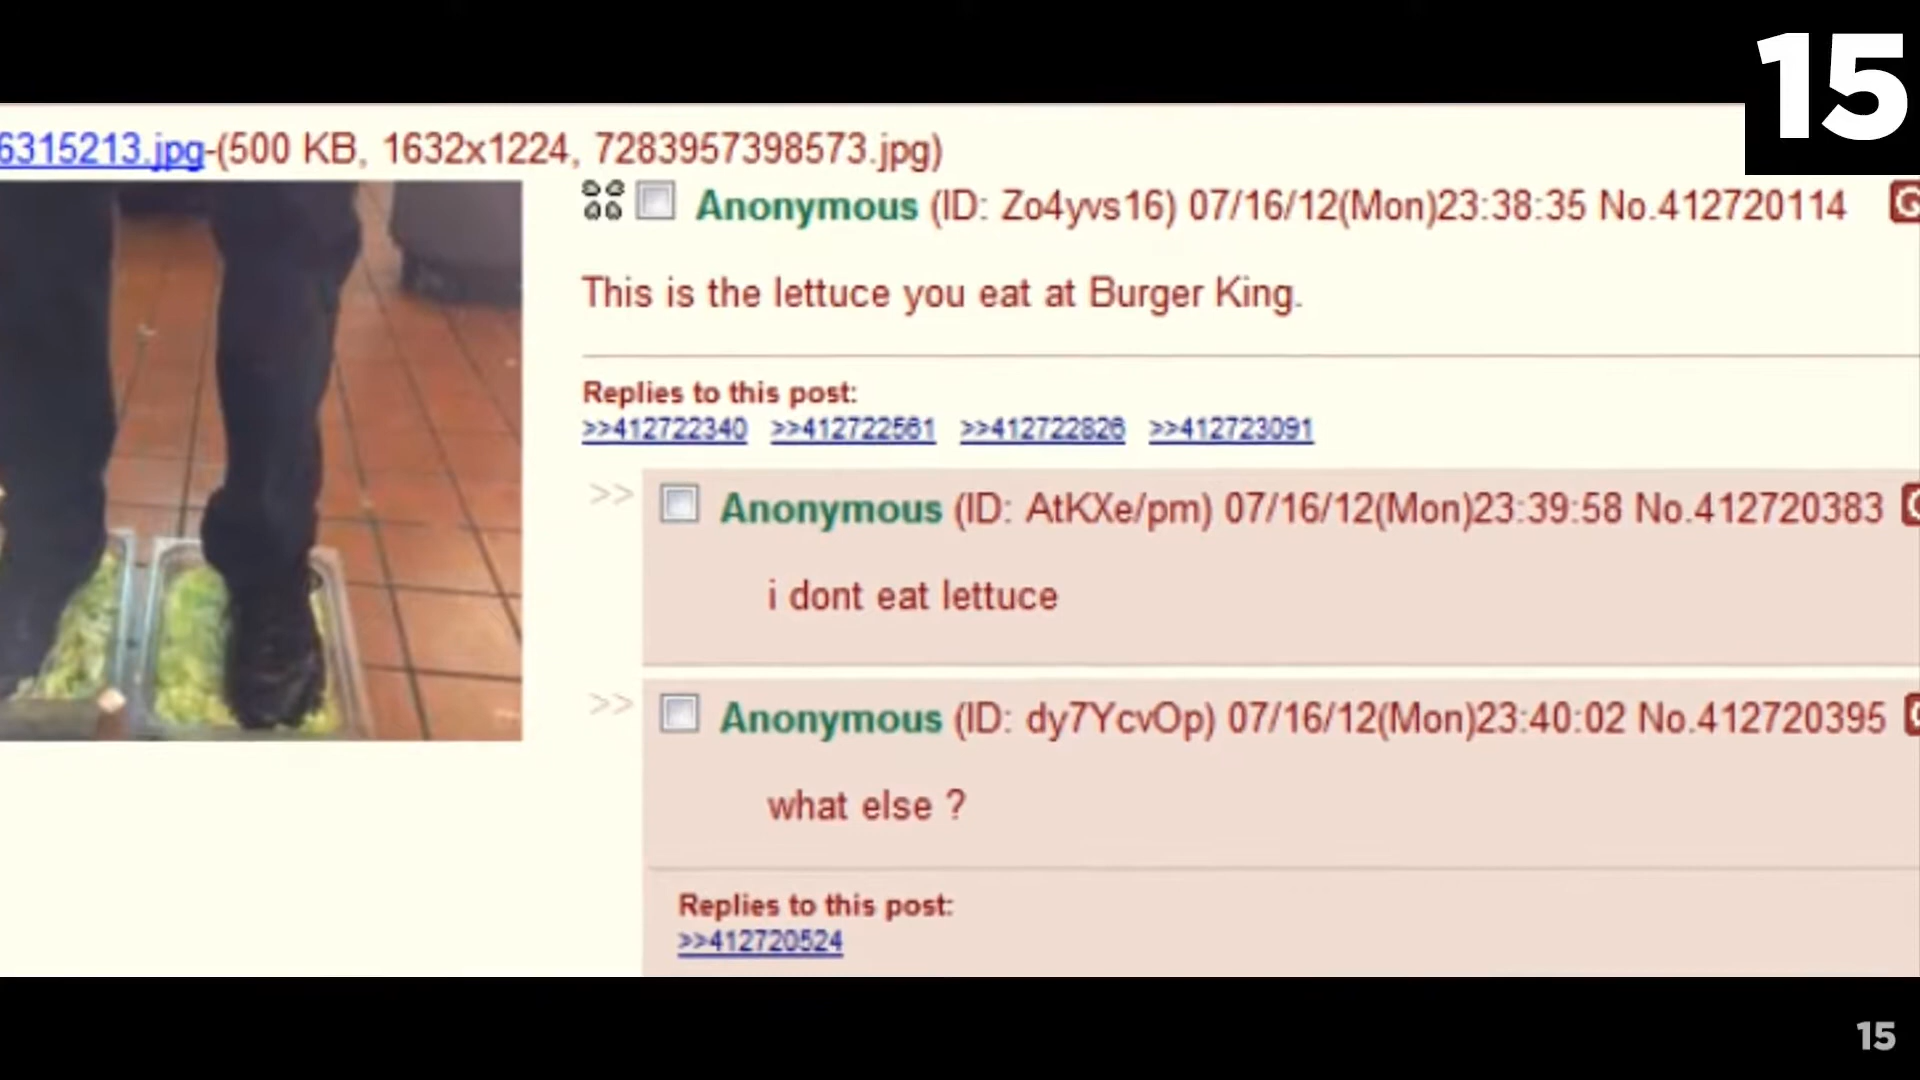 15
6315213.jpg-(500 KB, 1632x1224, 7283957398573.jpg)
Anonymous (ID: Zo4yvs16) 07/16/12(Mon)23:38:35 No.412720114
This is the lettuce you eat at Burger King.
Replies to this post:
>>412722340 >>412722561 >>412722826 >>412723091
>> Anonymous (ID: AtKXe/pm) 07/16/12(Mon)23:39:58 No.412720383
i dont eat lettuce
>> Anonymous (ID: dy7YcvOp) 07/16/12(Mon)23:40:02 No.412720395
what else ?
Replies to this post:
>>412720524
15